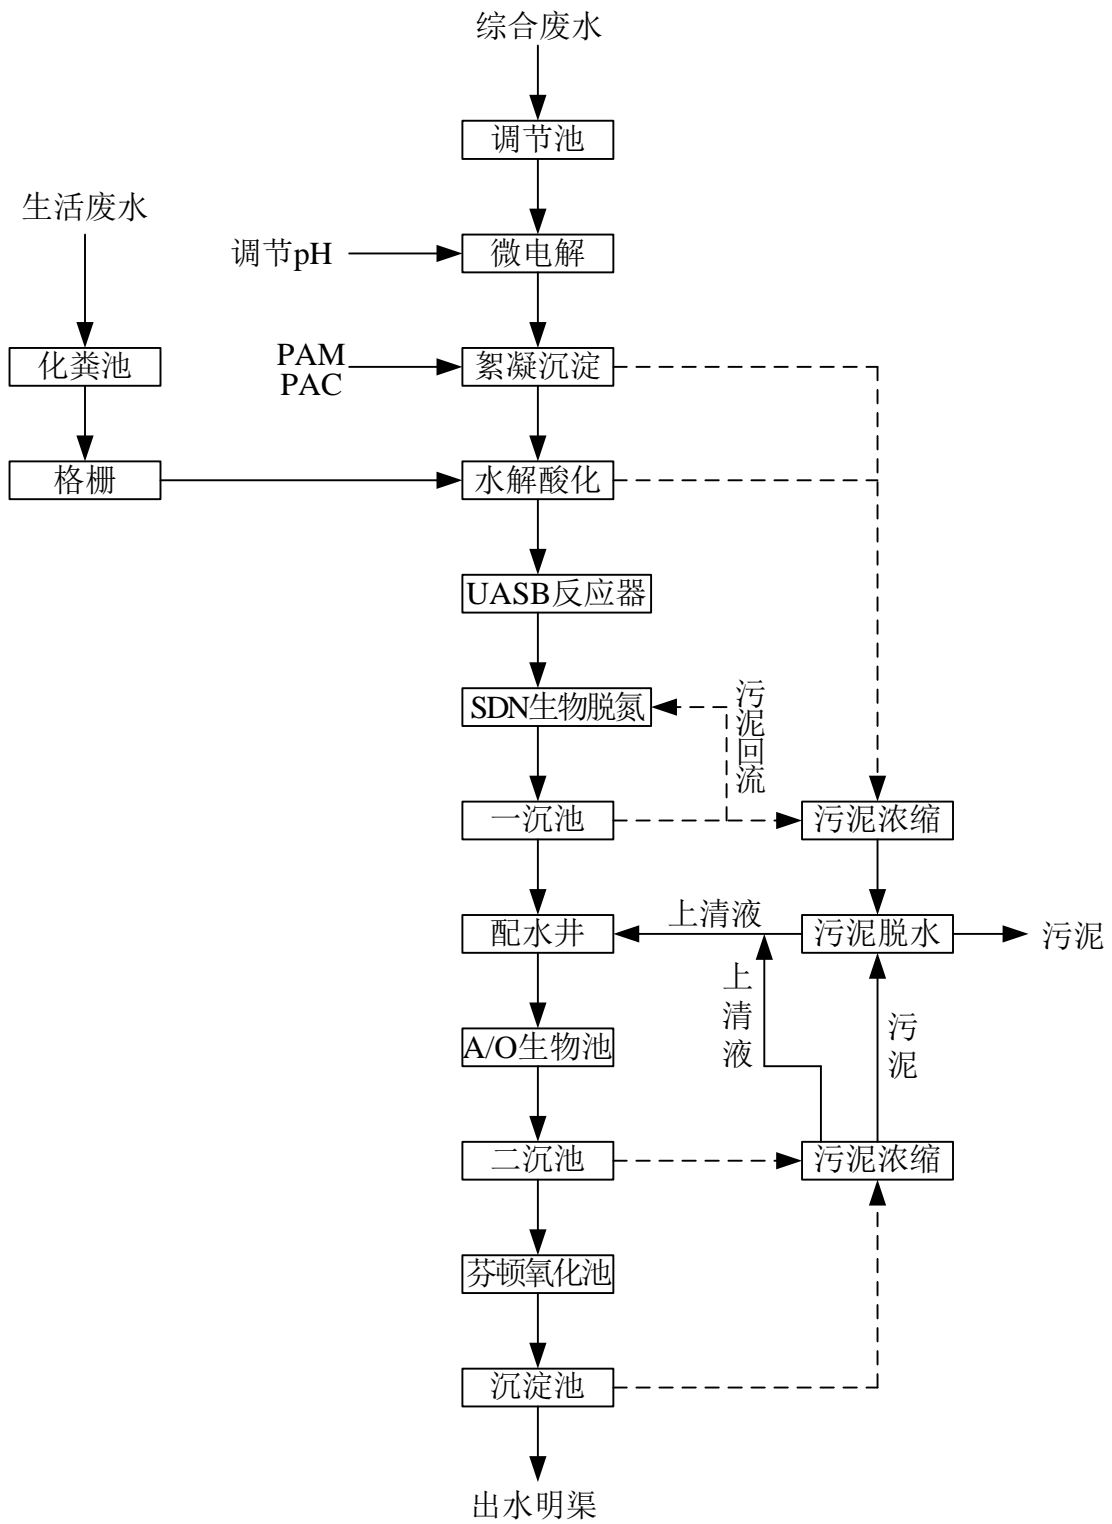 综合废水
调节池
生活废水
调节pH
微电解
化粪池
PAM
PAC
絮凝沉淀
格栅
水解酸化
UASB反应器
SDN生物脱氮
污泥回流
一沉池
污泥浓缩
配水井
上清液
污泥脱水
污泥
上清液
污泥
A/O生物池
二沉池
污泥浓缩
芬顿氧化池
沉淀池
出水明渠